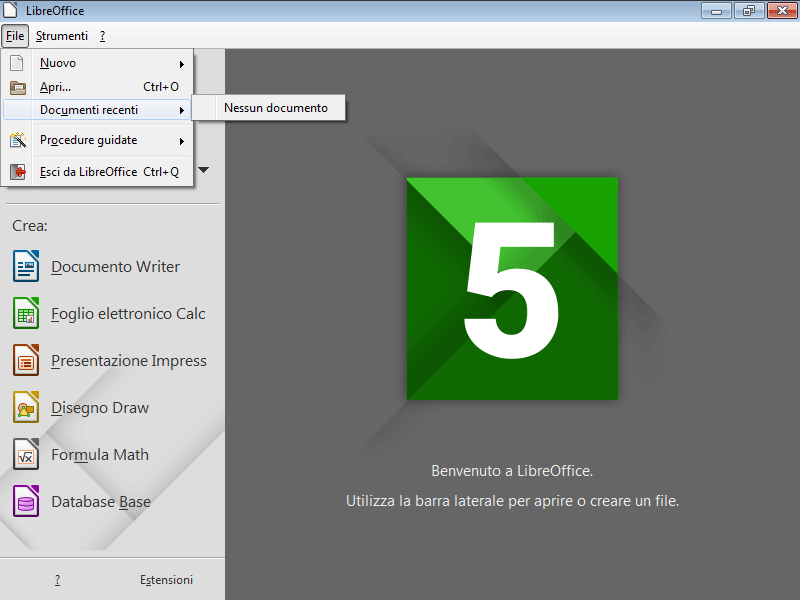 LibreOffice
File Strumenti ?
Nuovo
Apri... Ctrl+O
Documenti recenti
Nessun documento
Procedure guidate
Esci da LibreOffice Ctrl+Q
Crea:
Documento Writer
Foglio elettronico Calc
Presentazione Impress
Disegno Draw
Formula Math
Database Base
5
Benvenuto a LibreOffice.
Utilizza la barra laterale per aprire o creare un file.
? Estensioni